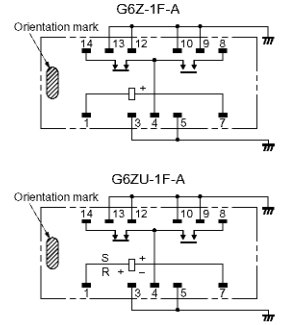 G6Z-1F-A
Orientation mark
14 13 12 10 9 8
+
1 3 4 5 7
G6ZU-1F-A
Orientation mark
14 13 12 10 9 8
S +
R + −
1 3 4 5 7